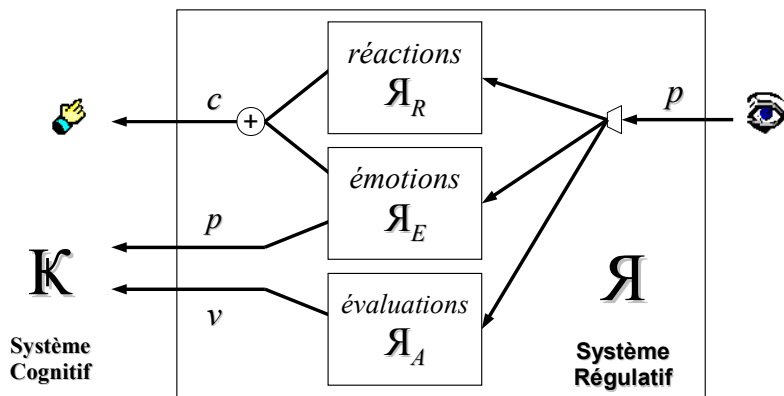 réactions
Я_R
c
+
p
émotions
Я_E
p
évaluations
Я_A
v
Ҝ
Système
Cognitif
Я
Système
Régulatif